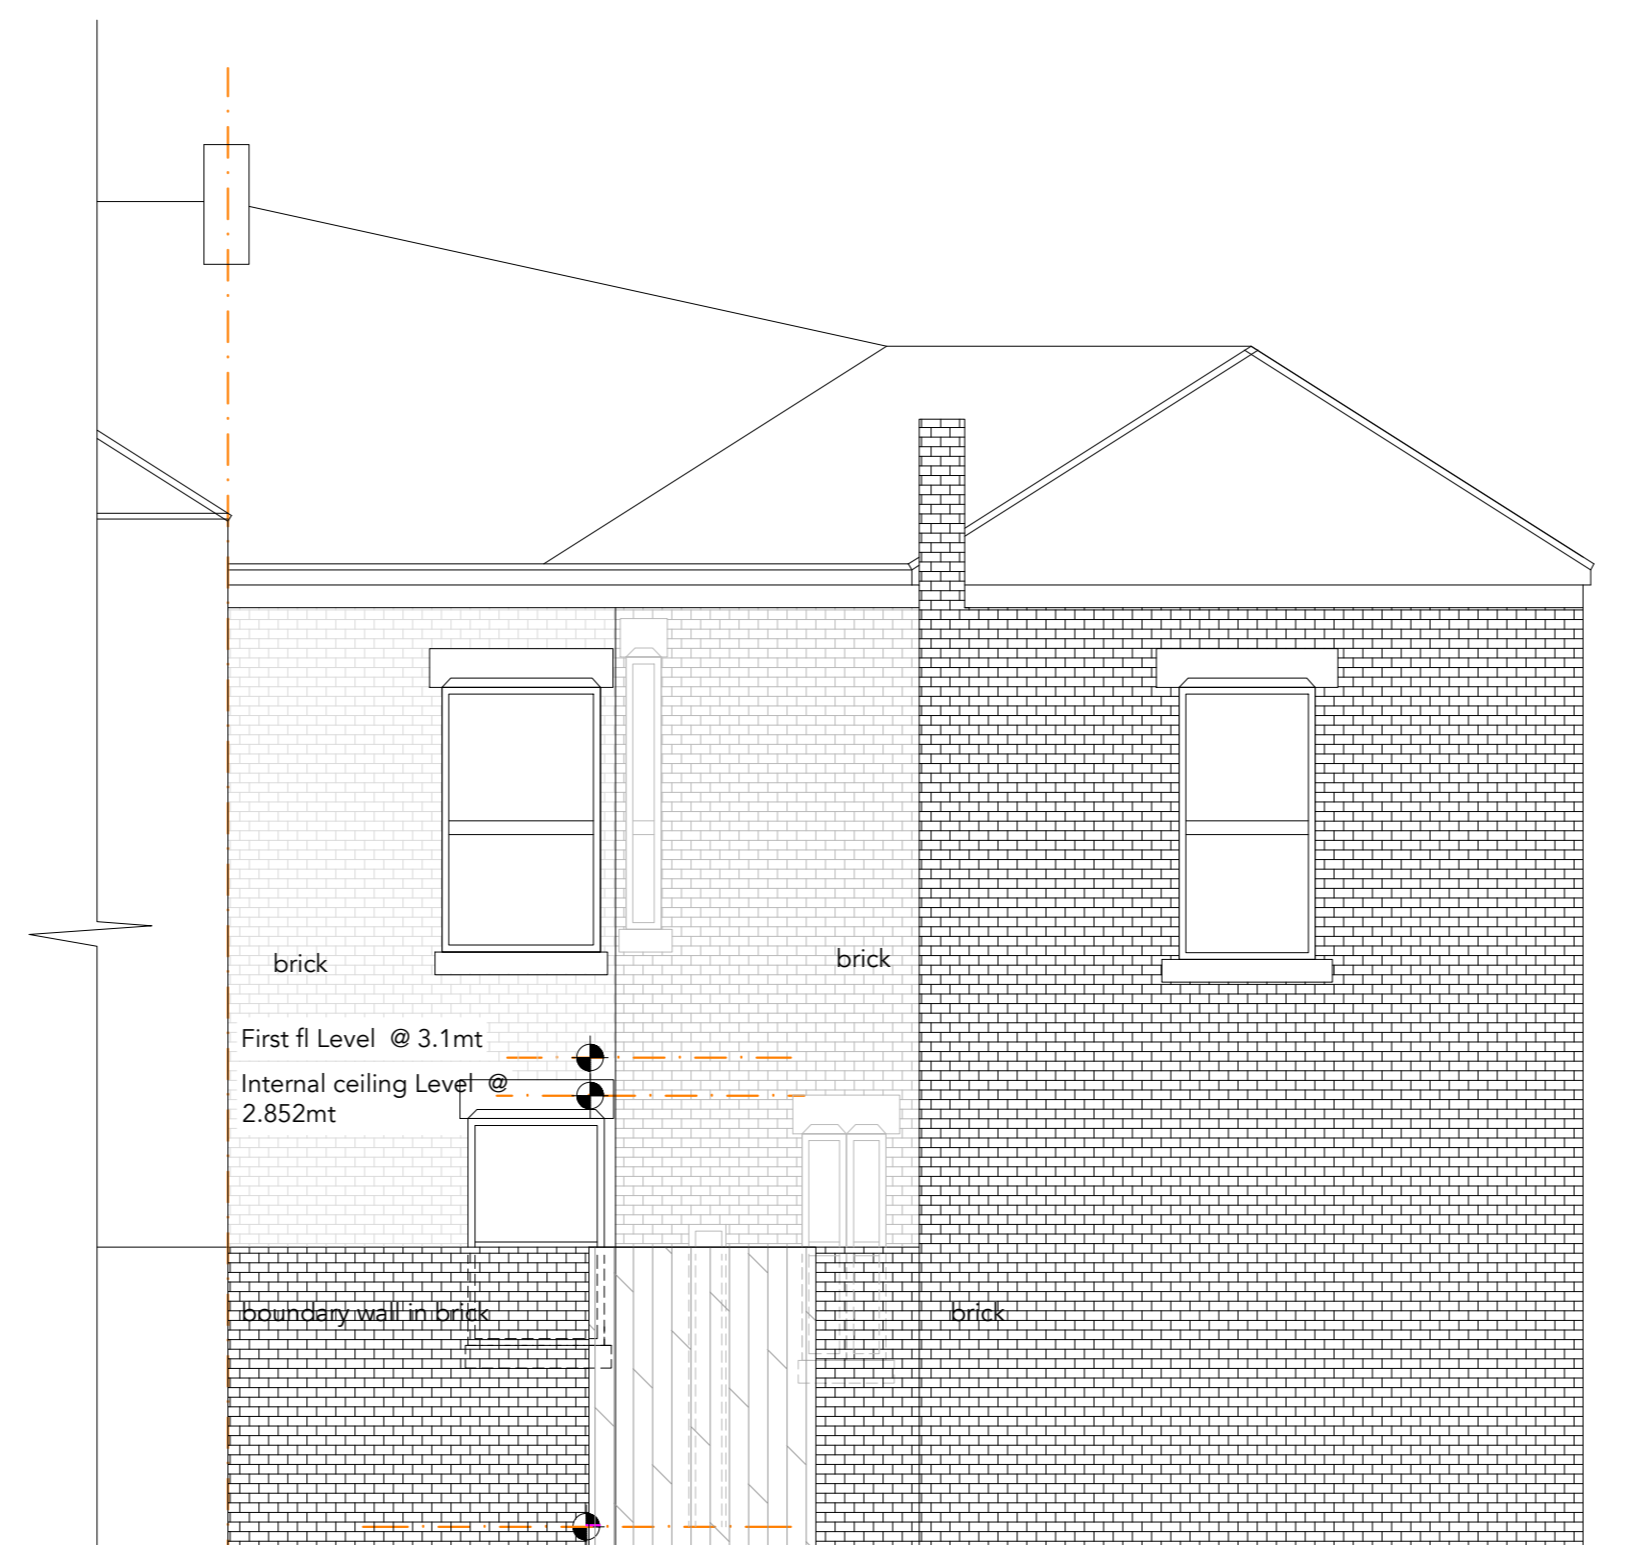 brick
brick
First fl Level @ 3.1mt
Internal ceiling Level @
2.852mt
boundary wall in brick
brick